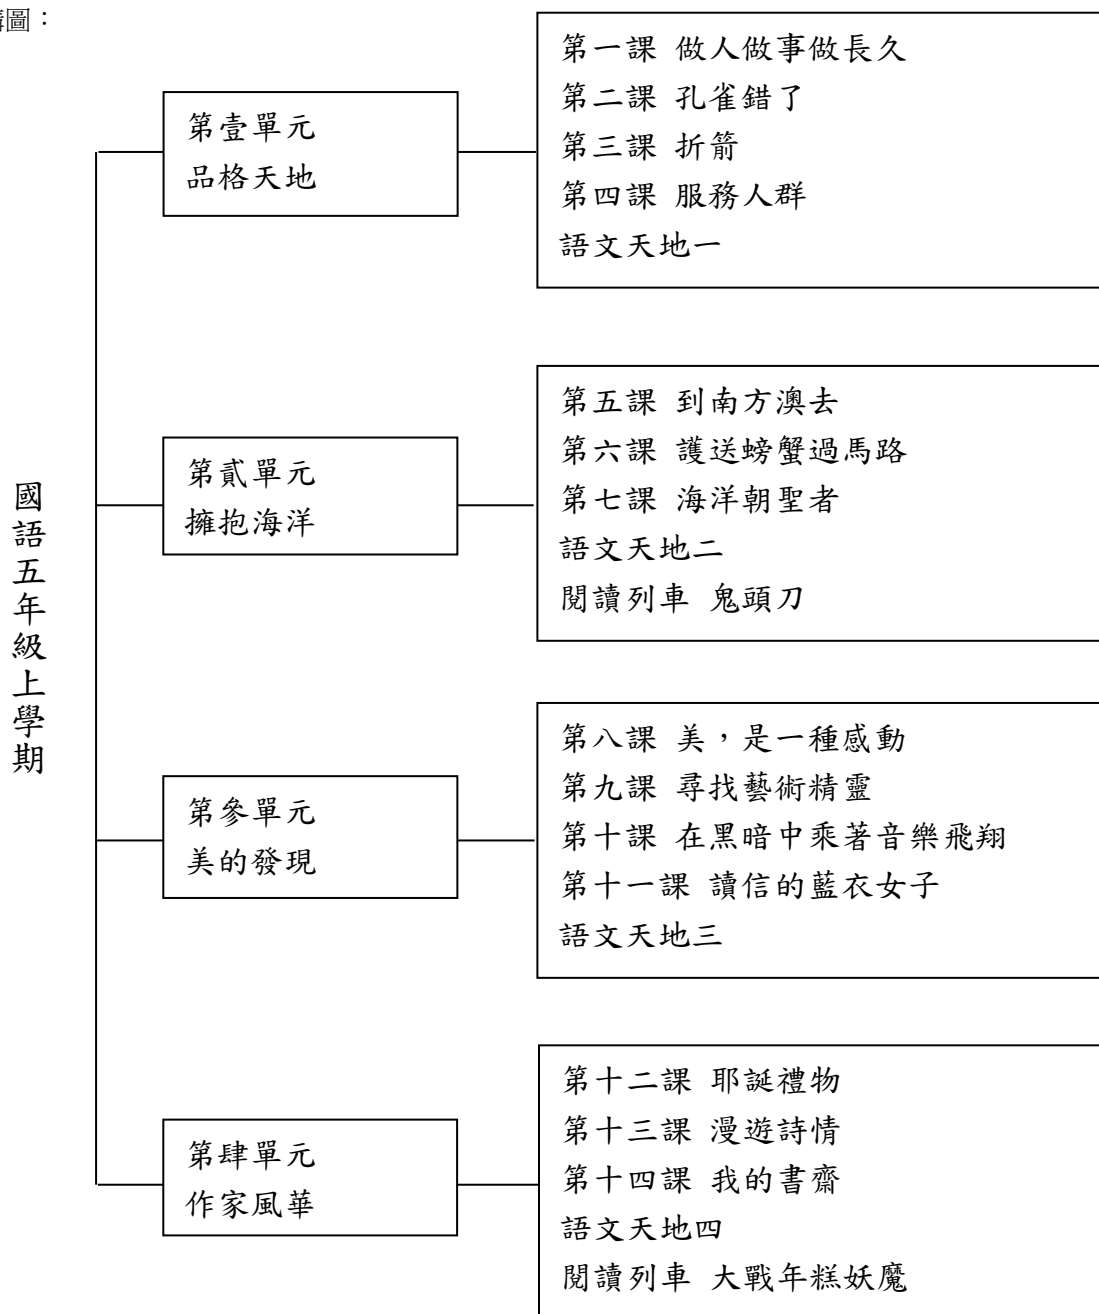 構圖：
國語五年級上學期
第壹單元
品格天地
第一課 做人做事做長久
第二課 孔雀錯了
第三課 折箭
第四課 服務人群
語文天地一
第貳單元
擁抱海洋
第五課 到南方澳去
第六課 護送螃蟹過馬路
第七課 海洋朝聖者
語文天地二
閱讀列車 鬼頭刀
第參單元
美的發現
第八課 美，是一種感動
第九課 尋找藝術精靈
第十課 在黑暗中乘著音樂飛翔
第十一課 讀信的藍衣女子
語文天地三
第肆單元
作家風華
第十二課 耶誕禮物
第十三課 漫遊詩情
第十四課 我的書齋
語文天地四
閱讀列車 大戰年糕妖魔